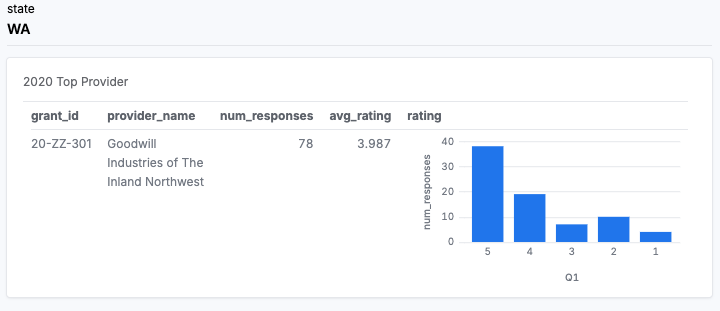 state
WA
2020 Top Provider
grant_id provider_name num_responses avg_rating rating
20-ZZ-301 Goodwill 78 3.987
Industries of The
Inland Northwest
num_responses
40
30
20
10
0
5 4 3 2 1
Q1